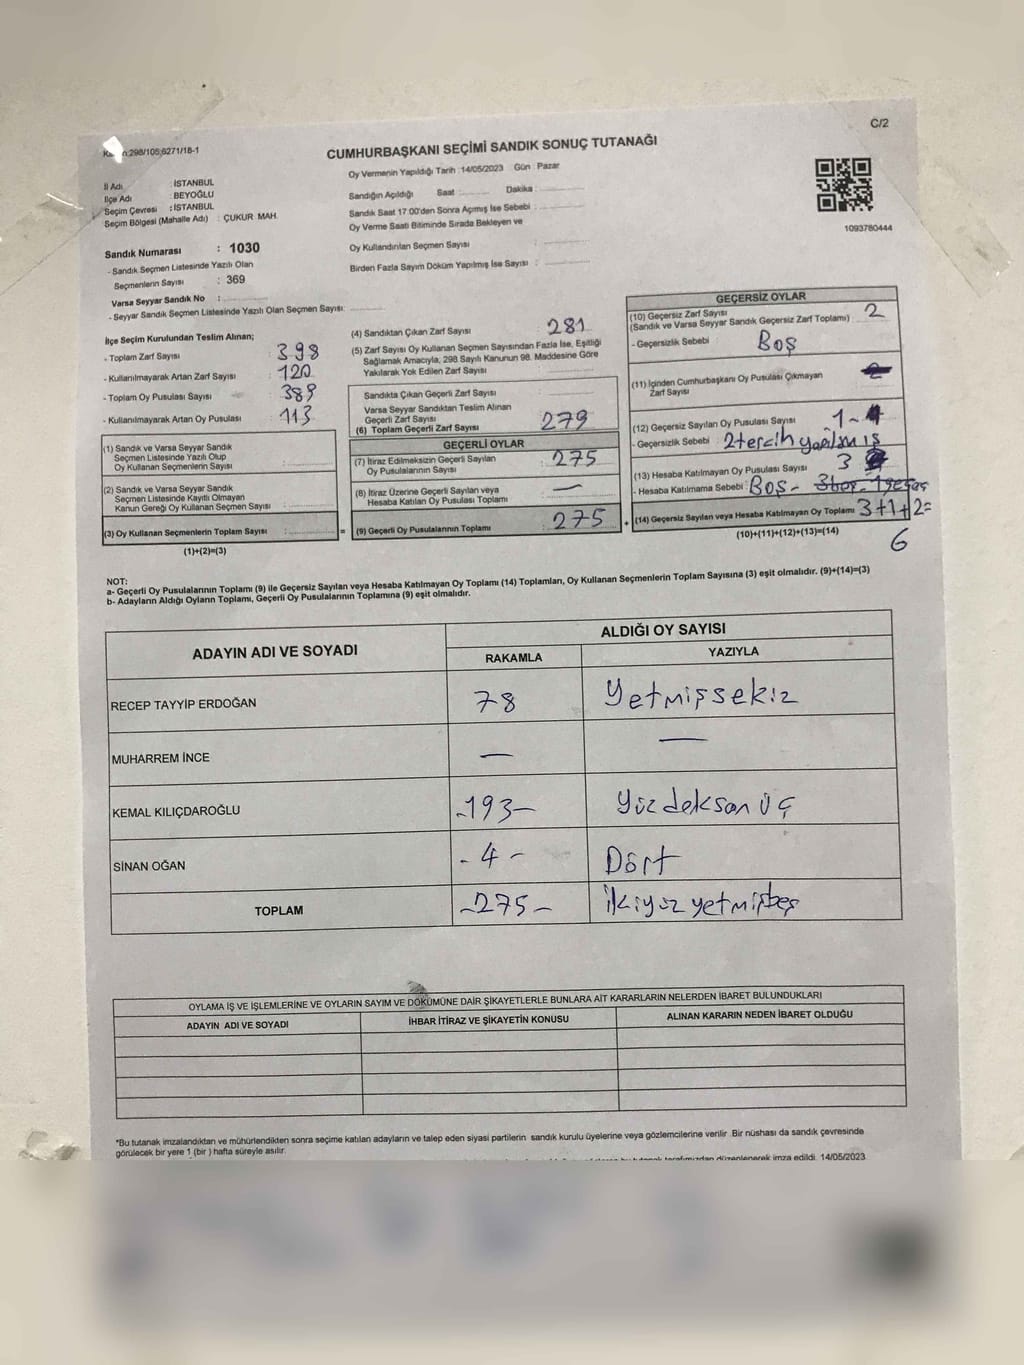 C/2
298/105;6271/18-1
CUMHURBAŞKANI SEÇİMİ SANDIK SONUÇ TUTANAĞI
Oy Vermenin Yapıldığı Tarih :14/05/2023 Gün : Pazar
İl Adı : İSTANBUL
İlçe Adı : BEYOĞLU
Seçim Çevresi : İSTANBUL
Seçim Bölgesi (Mahalle Adı) : ÇUKUR MAH.
Sandığın Açıldığı Saat : Dakika :
Sandık Saat 17.00'den Sonra Açmış İse Sebebi :
Oy Verme Saati Bitiminde Sırada Bekleyen ve
Oy Kullandırılan Seçmen Sayısı :
Birden Fazla Sayım Döküm Yapılmış İse Sayısı :
1093780444
Sandık Numarası : 1030
- Sandık Seçmen Listesinde Yazılı Olan
Seçmenlerin Sayısı : 369
Varsa Seyyar Sandık No :
- Seyyar Sandık Seçmen Listesinde Yazılı Olan Seçmen Sayısı:
İlçe Seçim Kurulundan Teslim Alınan;
- Toplam Zarf Sayısı : 398
- Kullanılmayarak Artan Zarf Sayısı : 120
- Toplam Oy Pusulası Sayısı : 389
- Kullanılmayarak Artan Oy Pusulası : 113
(1) Sandık ve Varsa Seyyar Sandık
Seçmen Listesinde Yazılı Olup
Oy Kullanan Seçmenlerin Sayısı :
(2) Sandık ve Varsa Seyyar Sandık
Seçmen Listesinde Kayıtlı Olmayan
Kanun Gereği Oy Kullanan Seçmen Sayısı :
(3) Oy Kullanan Seçmenlerin Toplam Sayısı :
=
(1)+(2)=(3)
(4) Sandıktan Çıkan Zarf Sayısı : 281
(5) Zarf Sayısı Oy Kullanan Seçmen Sayısından Fazla İse, Eşitliği
Sağlamak Amacıyla, 298 Sayılı Kanunun 98. Maddesine Göre
Yakılarak Yok Edilen Zarf Sayısı :
Sandıkta Çıkan Geçerli Zarf Sayısı :
Varsa Seyyar Sandıktan Teslim Alınan
Geçerli Zarf Sayısı :
(6) Toplam Geçerli Zarf Sayısı : 279
GEÇERLİ OYLAR
(7) İtiraz Edilmeksizin Geçerli Sayılan
Oy Pusulalarının Sayısı : 275
(8) İtiraz Üzerine Geçerli Sayılan veya
Hesaba Katılan Oy Pusulası Toplamı : —
(9) Geçerli Oy Pusulalarının Toplamı : 275
+
GEÇERSİZ OYLAR
(10) Geçersiz Zarf Sayısı
(Sandık ve Varsa Seyyar Sandık Geçersiz Zarf Toplamı) : 2
- Geçersizlik Sebebi : Boş
(11) İçinden Cumhurbaşkanı Oy Pusulası Çıkmayan
Zarf Sayısı :
(12) Geçersiz Sayılan Oy Pusulası Sayısı : 1
- Geçersizlik Sebebi : 2 tercih yapılmış
(13) Hesaba Katılmayan Oy Pusulası Sayısı : 3
- Hesaba Katılmama Sebebi : BOŞ -
(14) Geçersiz Sayılan veya Hesaba Katılmayan Oy Toplamı 3+1+2=
6
(10)+(11)+(12)+(13)=(14)
NOT:
a- Geçerli Oy Pusulalarının Toplamı (9) ile Geçersiz Sayılan veya Hesaba Katılmayan Oy Toplamı (14) Toplamları, Oy Kullanan Seçmenlerin Toplam Sayısına (3) eşit olmalıdır. (9)+(14)=(3)
b- Adayların Aldığı Oyların Toplamı, Geçerli Oy Pusulalarının Toplamına (9) eşit olmalıdır.
ADAYIN ADI VE SOYADI ALDIĞI OY SAYISI
RAKAMLA YAZIYLA
RECEP TAYYİP ERDOĞAN 78 Yetmişsekiz
MUHARREM İNCE — —
KEMAL KILIÇDAROĞLU -193- Yüzdeksan üç
SİNAN OĞAN - 4 - Dört
TOPLAM -275- İkiyüzyetmişbeş
OYLAMA İŞ VE İŞLEMLERİNE VE OYLARIN SAYIM VE DÖKÜMÜNE DAİR ŞİKAYETLERLE BUNLARA AİT KARARLARIN NELERDEN İBARET BULUNDUKLARI
ADAYIN ADI VE SOYADI İHBAR İTİRAZ VE ŞİKAYETİN KONUSU ALINAN KARARIN NEDEN İBARET OLDUĞU
*Bu tutanak imzalandıktan ve mühürlendikten sonra seçime katılan adayların ve talep eden siyasi partilerin sandık kurulu üyelerine veya gözlemcilerine verilir .Bir nüshası da sandık çevresinde
görülecek bir yere 1 (bir ) hafta süreyle asılır.
tarafımızdan düzenlenerek imza edildi. 14/05/2023